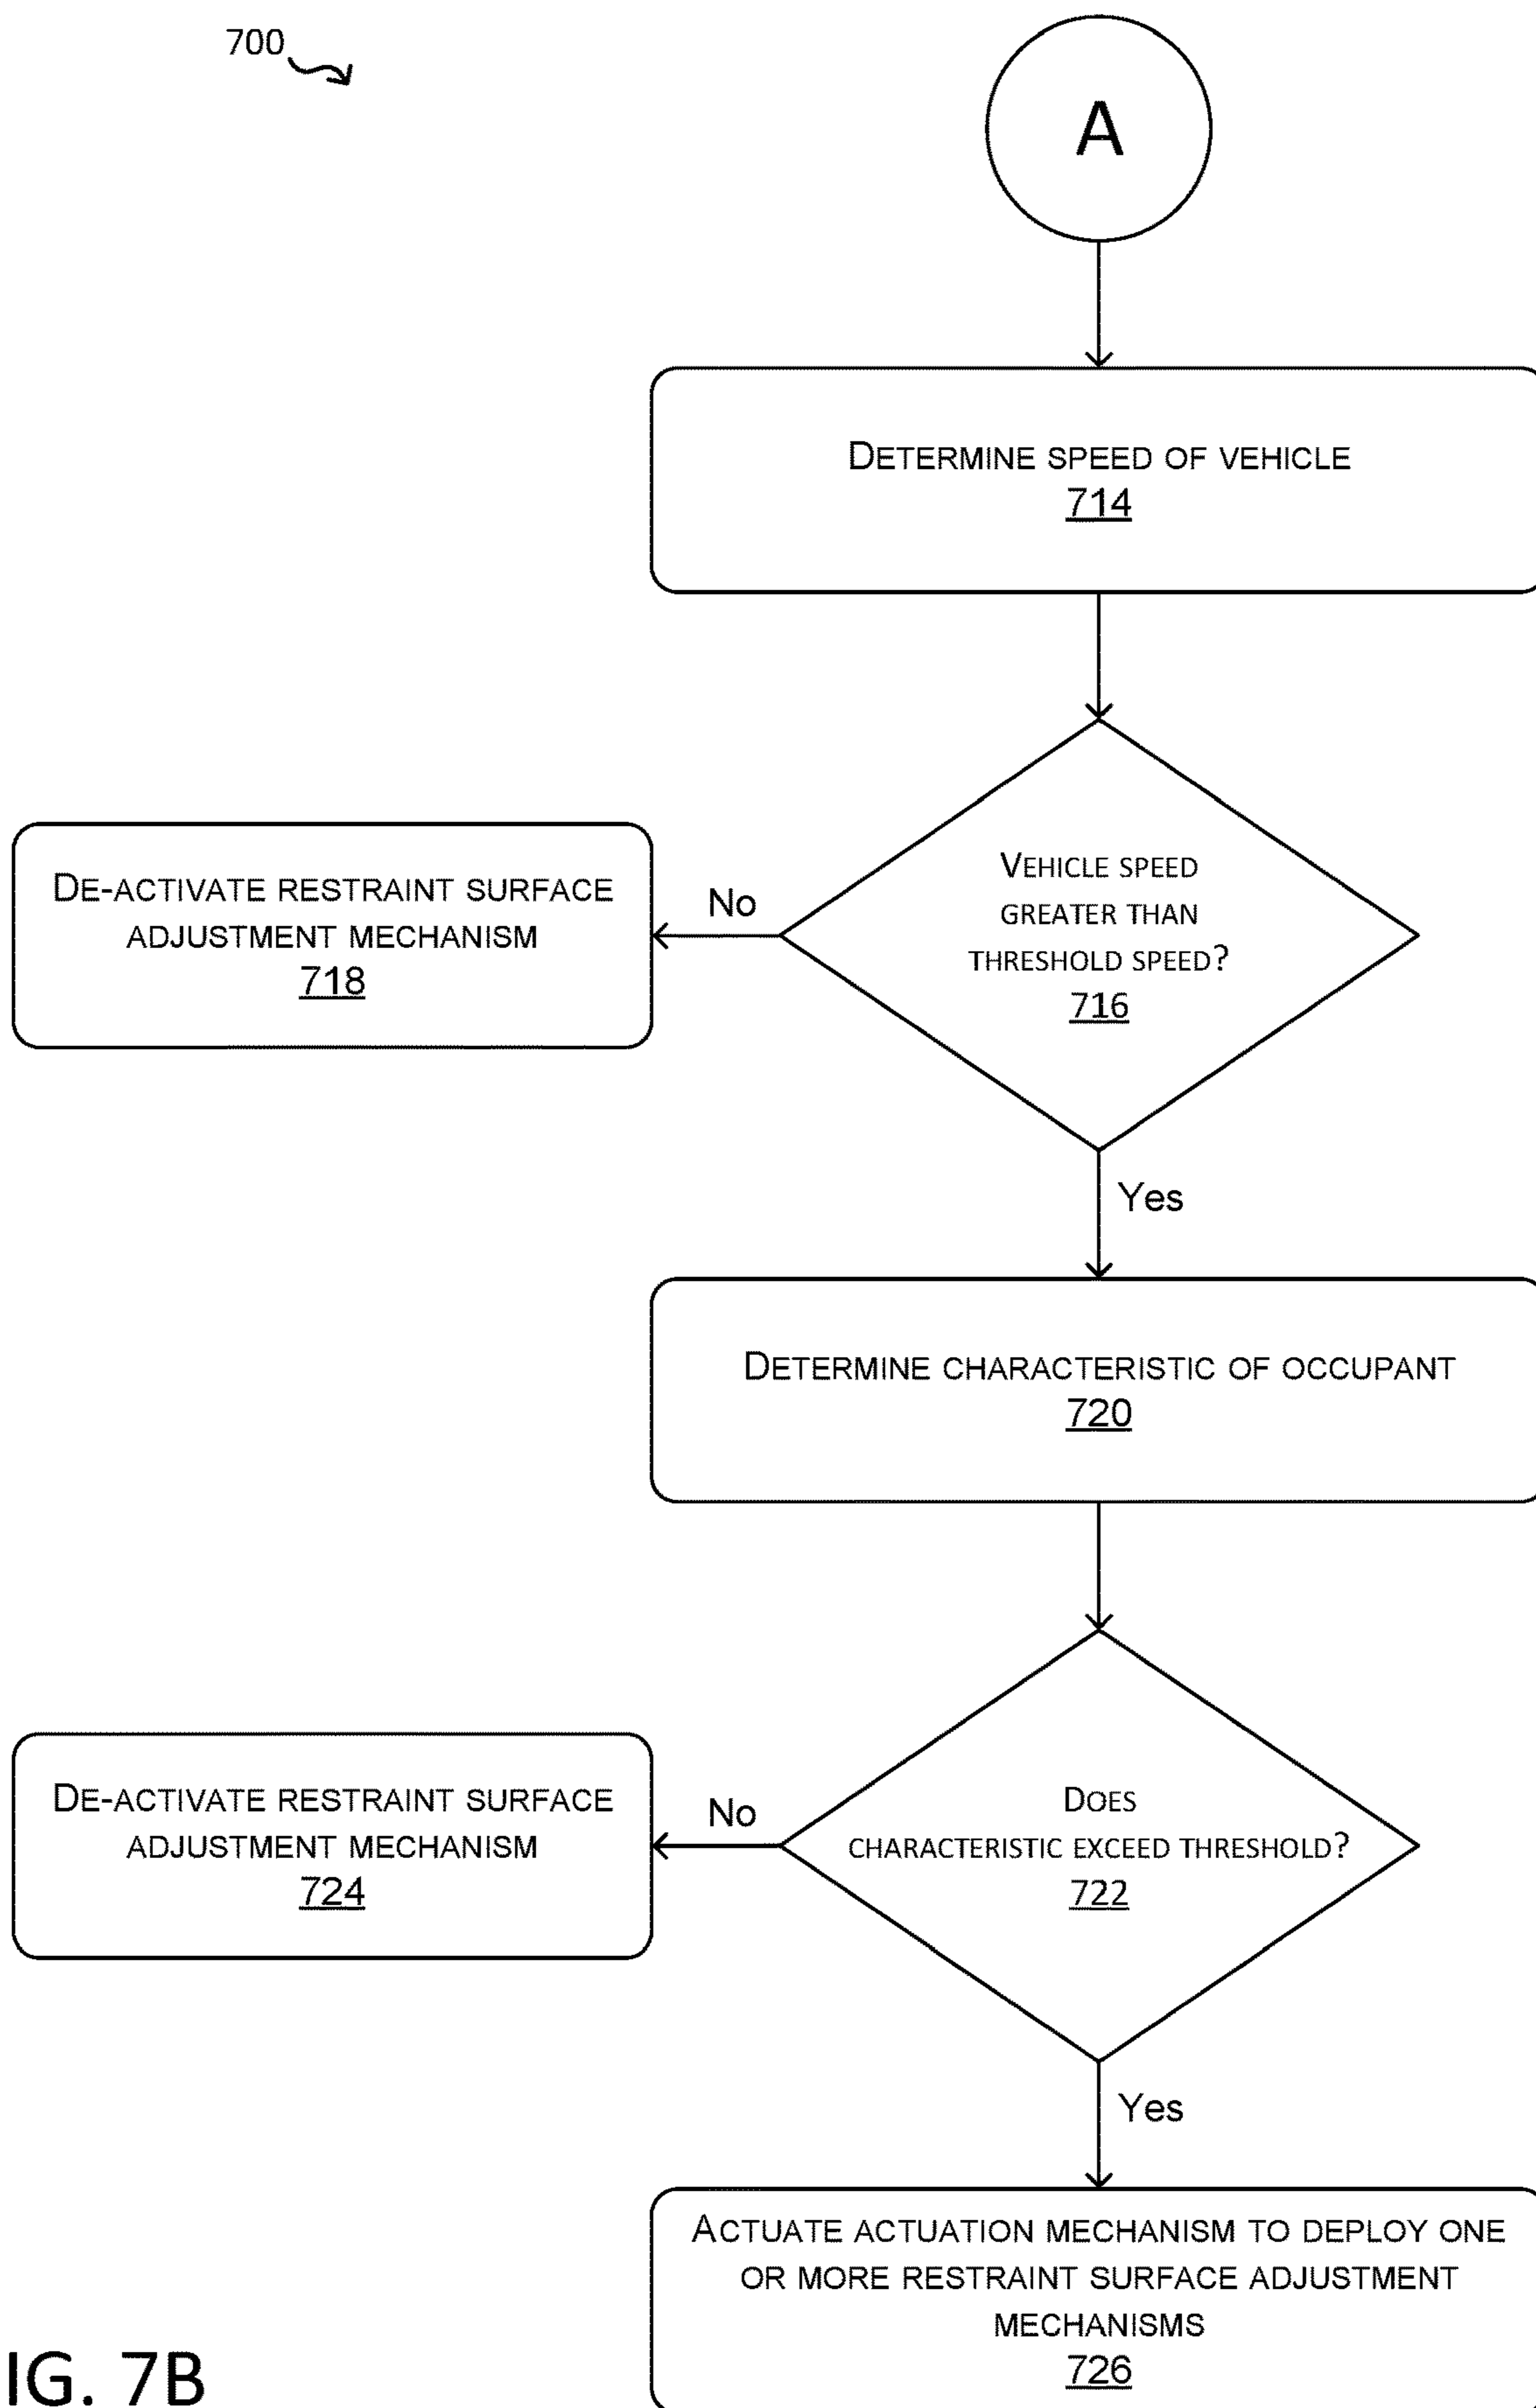 700
A
DETERMINE SPEED OF VEHICLE
714
VEHICLE SPEED
GREATER THAN
THRESHOLD SPEED?
716
No
DE-ACTIVATE RESTRAINT SURFACE
ADJUSTMENT MECHANISM
718
Yes
DETERMINE CHARACTERISTIC OF OCCUPANT
720
DOES
CHARACTERISTIC EXCEED THRESHOLD?
722
No
DE-ACTIVATE RESTRAINT SURFACE
ADJUSTMENT MECHANISM
724
Yes
ACTUATE ACTUATION MECHANISM TO DEPLOY ONE
OR MORE RESTRAINT SURFACE ADJUSTMENT
MECHANISMS
726
IG. 7B